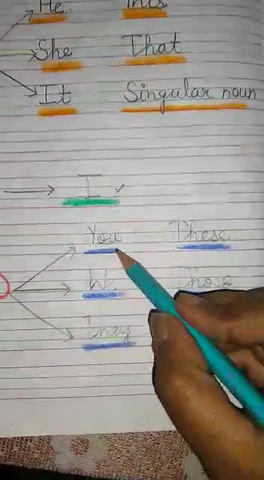 He This
She That
It Singular noun
I ✓
You These
We Those
They